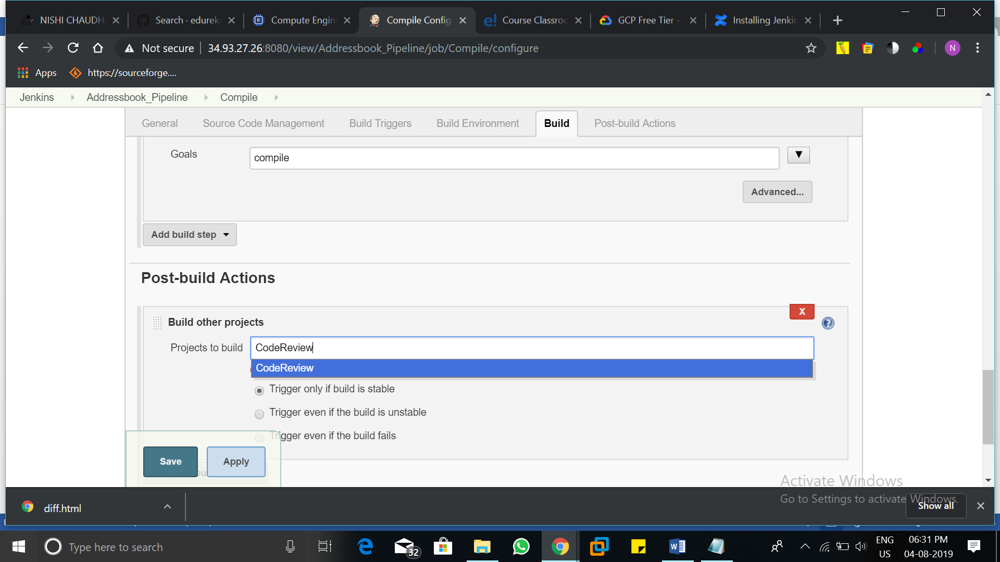 NISHI CHAUDH
Search · edureka
Compute Engin
Compile Config
Course Classroo
GCP Free Tier -
Installing Jenkin
Not secure
34.93.27.26:8080/view/Addressbook_Pipeline/job/Compile/configure
N
Apps
https://sourceforge....
Jenkins
Addressbook_Pipeline
Compile
General
Source Code Management
Build Triggers
Build Environment
Build
Post-build Actions
Goals
compile
Advanced...
Add build step
Post-build Actions
X
Build other projects
Projects to build
CodeReview
CodeReview
Trigger only if build is stable
Trigger even if the build is unstable
Trigger even if the build fails
Save
Apply
Activate Windows
Go to Settings to activate Windows.
diff.html
Show all
Type here to search
32
ENG
US
06:31 PM
04-08-2019